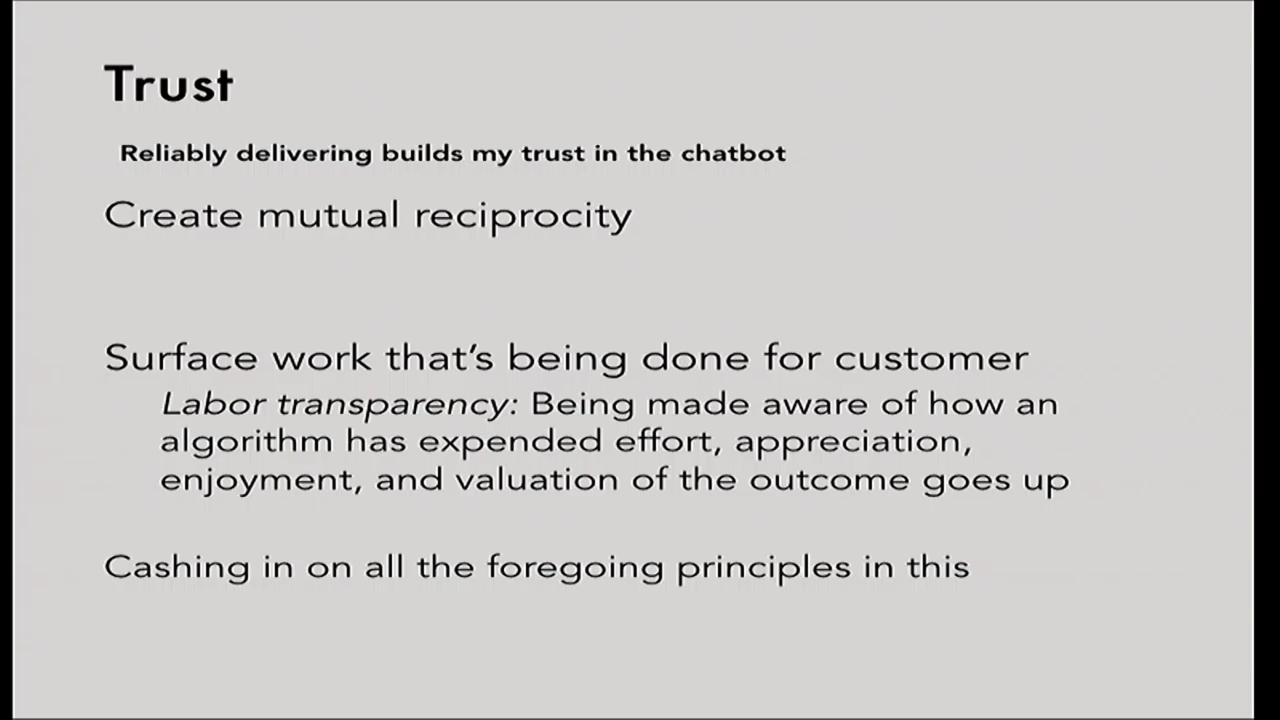 Trust
Reliably delivering builds my trust in the chatbot
Create mutual reciprocity
Surface work that’s being done for customer
Labor transparency: Being made aware of how an
algorithm has expended effort, appreciation,
enjoyment, and valuation of the outcome goes up
Cashing in on all the foregoing principles in this